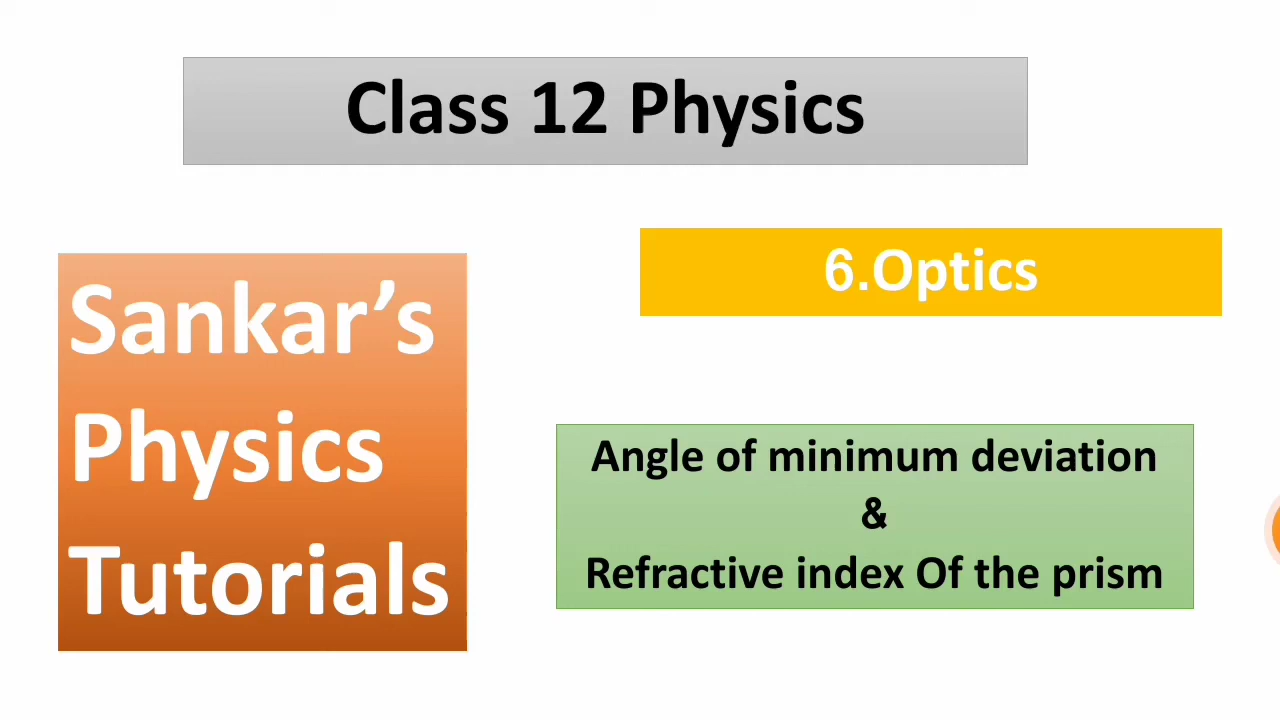 Class 12 Physics
6.Optics
Sankar’s
Physics
Tutorials
Angle of minimum deviation
&
Refractive index Of the prism